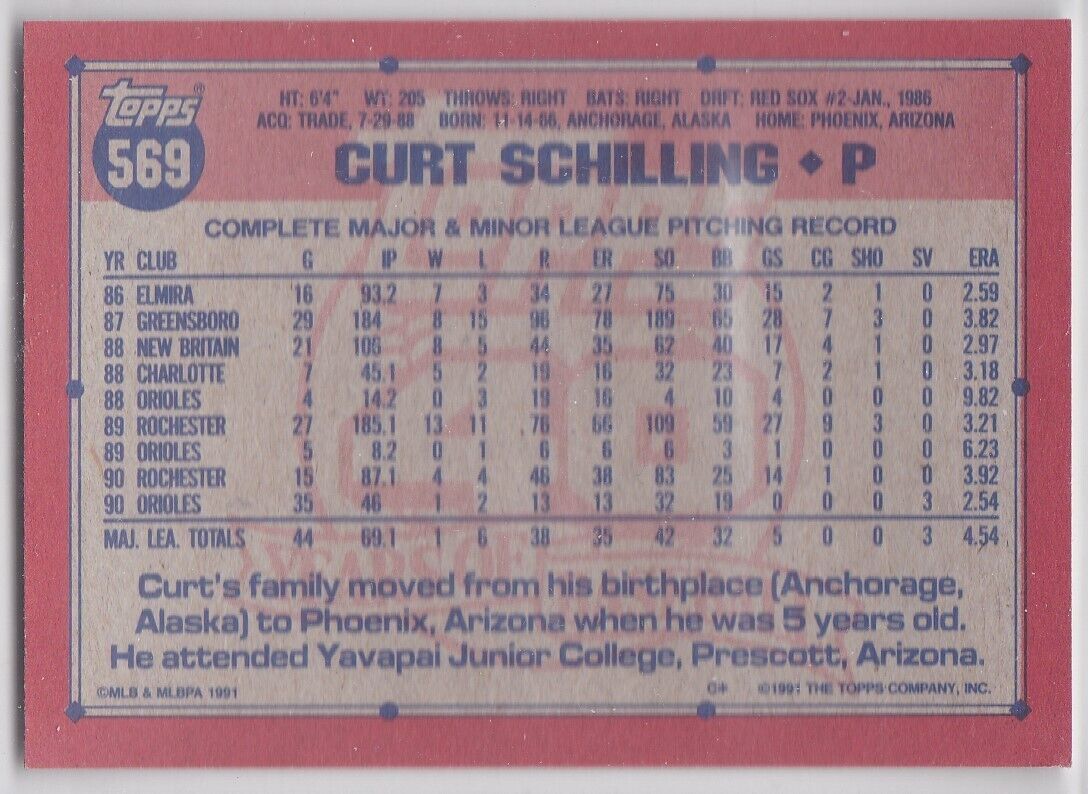 Topps®
569
HT: 6'4" WT: 205 THROWS: RIGHT BATS: RIGHT DRFT: RED SOX #2-JAN., 1986
ACQ: TRADE, 7-29-88 BORN: 11-14-66, ANCHORAGE, ALASKA HOME: PHOENIX, ARIZONA
CURT SCHILLING ◆ P
COMPLETE MAJOR & MINOR LEAGUE PITCHING RECORD
YR CLUB G IP W L R ER SO BB GS CG SHO SV ERA
86 ELMIRA 16 93.2 7 3 34 27 75 30 15 2 1 0 2.59
87 GREENSBORO 29 184 8 15 96 78 189 65 28 7 3 0 3.82
88 NEW BRITAIN 21 106 8 5 44 35 62 40 17 4 1 0 2.97
88 CHARLOTTE 7 45.1 5 2 19 16 32 23 7 2 1 0 3.18
88 ORIOLES 4 14.2 0 3 19 16 4 10 4 0 0 0 9.82
89 ROCHESTER 27 185.1 13 11 76 66 109 59 27 9 3 0 3.21
89 ORIOLES 5 8.2 0 1 6 6 6 3 1 0 0 0 6.23
90 ROCHESTER 15 87.1 4 4 46 38 83 25 14 1 0 0 3.92
90 ORIOLES 35 46 1 2 13 13 32 19 0 0 0 3 2.54
MAJ. LEA. TOTALS 44 69.1 1 6 38 35 42 32 5 0 0 3 4.54
YEARS OF
Curt's family moved from his birthplace (Anchorage,
Alaska) to Phoenix, Arizona when he was 5 years old.
He attended Yavapai Junior College, Prescott, Arizona.
©MLB & MLBPA 1991 C* ©1991 THE TOPPS COMPANY, INC.